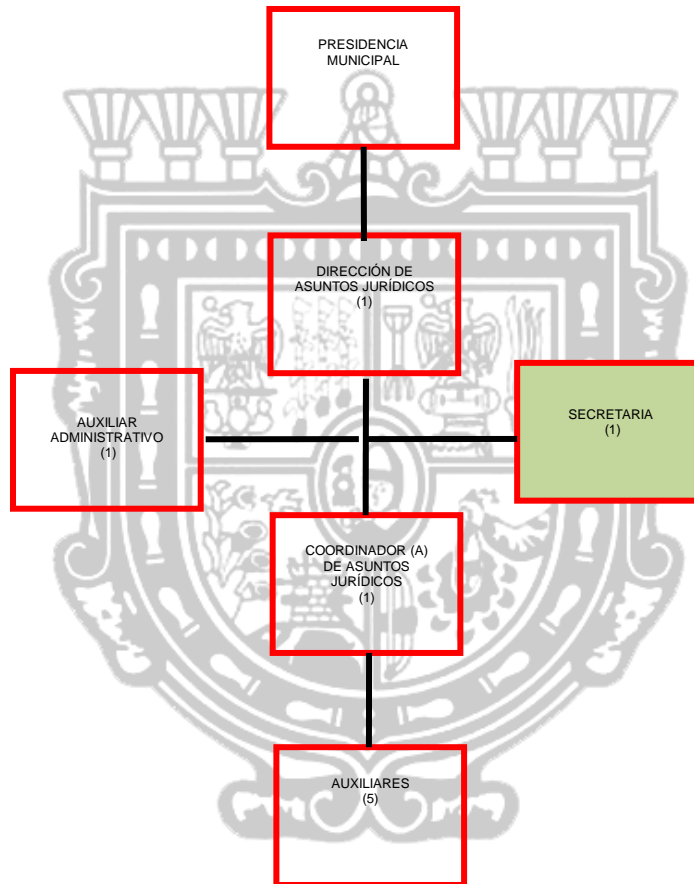 PRESIDENCIA
MUNICIPAL
DIRECCIÓN DE
ASUNTOS JURÍDICOS
(1)
AUXILIAR
ADMINISTRATIVO
(1)
SECRETARIA
(1)
COORDINADOR (A)
DE ASUNTOS
JURÍDICOS
(1)
AUXILIARES
(5)